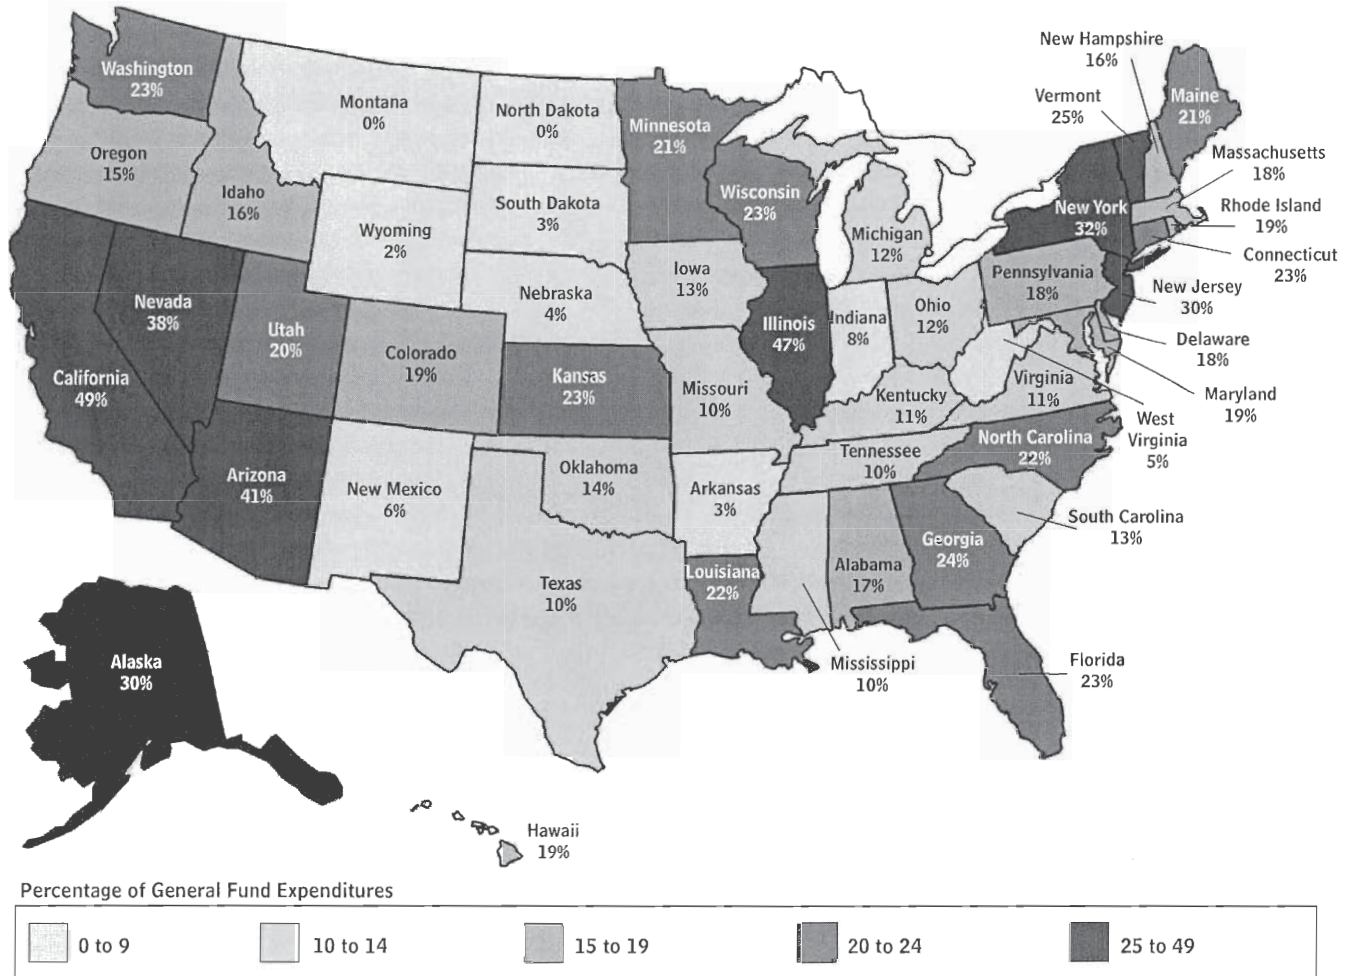 New Hampshire
16%
Washington
23%
Montana
0%
North Dakota
0%
Minnesota
21%
Vermont
25%
Maine
21%
Oregon
15%
Idaho
16%
Wyoming
2%
South Dakota
3%
Wisconsin
23%
Michigan
12%
New York
32%
Massachusetts
18%
Rhode Island
19%
Connecticut
23%
New Jersey
30%
Nevada
38%
Utah
20%
Colorado
19%
Nebraska
4%
Iowa
13%
Illinois
47%
Indiana
8%
Ohio
12%
Pennsylvania
18%
Delaware
18%
Maryland
19%
California
49%
Kansas
23%
Missouri
10%
Kentucky
11%
Virginia
11%
West
Virginia
5%
Arizona
41%
New Mexico
6%
Oklahoma
14%
Arkansas
3%
Tennessee
10%
North Carolina
22%
South Carolina
13%
Texas
10%
Louisiana
22%
Alabama
17%
Georgia
24%
Mississippi
10%
Florida
23%
Alaska
30%
Hawaii
19%
Percentage of General Fund Expenditures
0 to 9
10 to 14
15 to 19
20 to 24
25 to 49